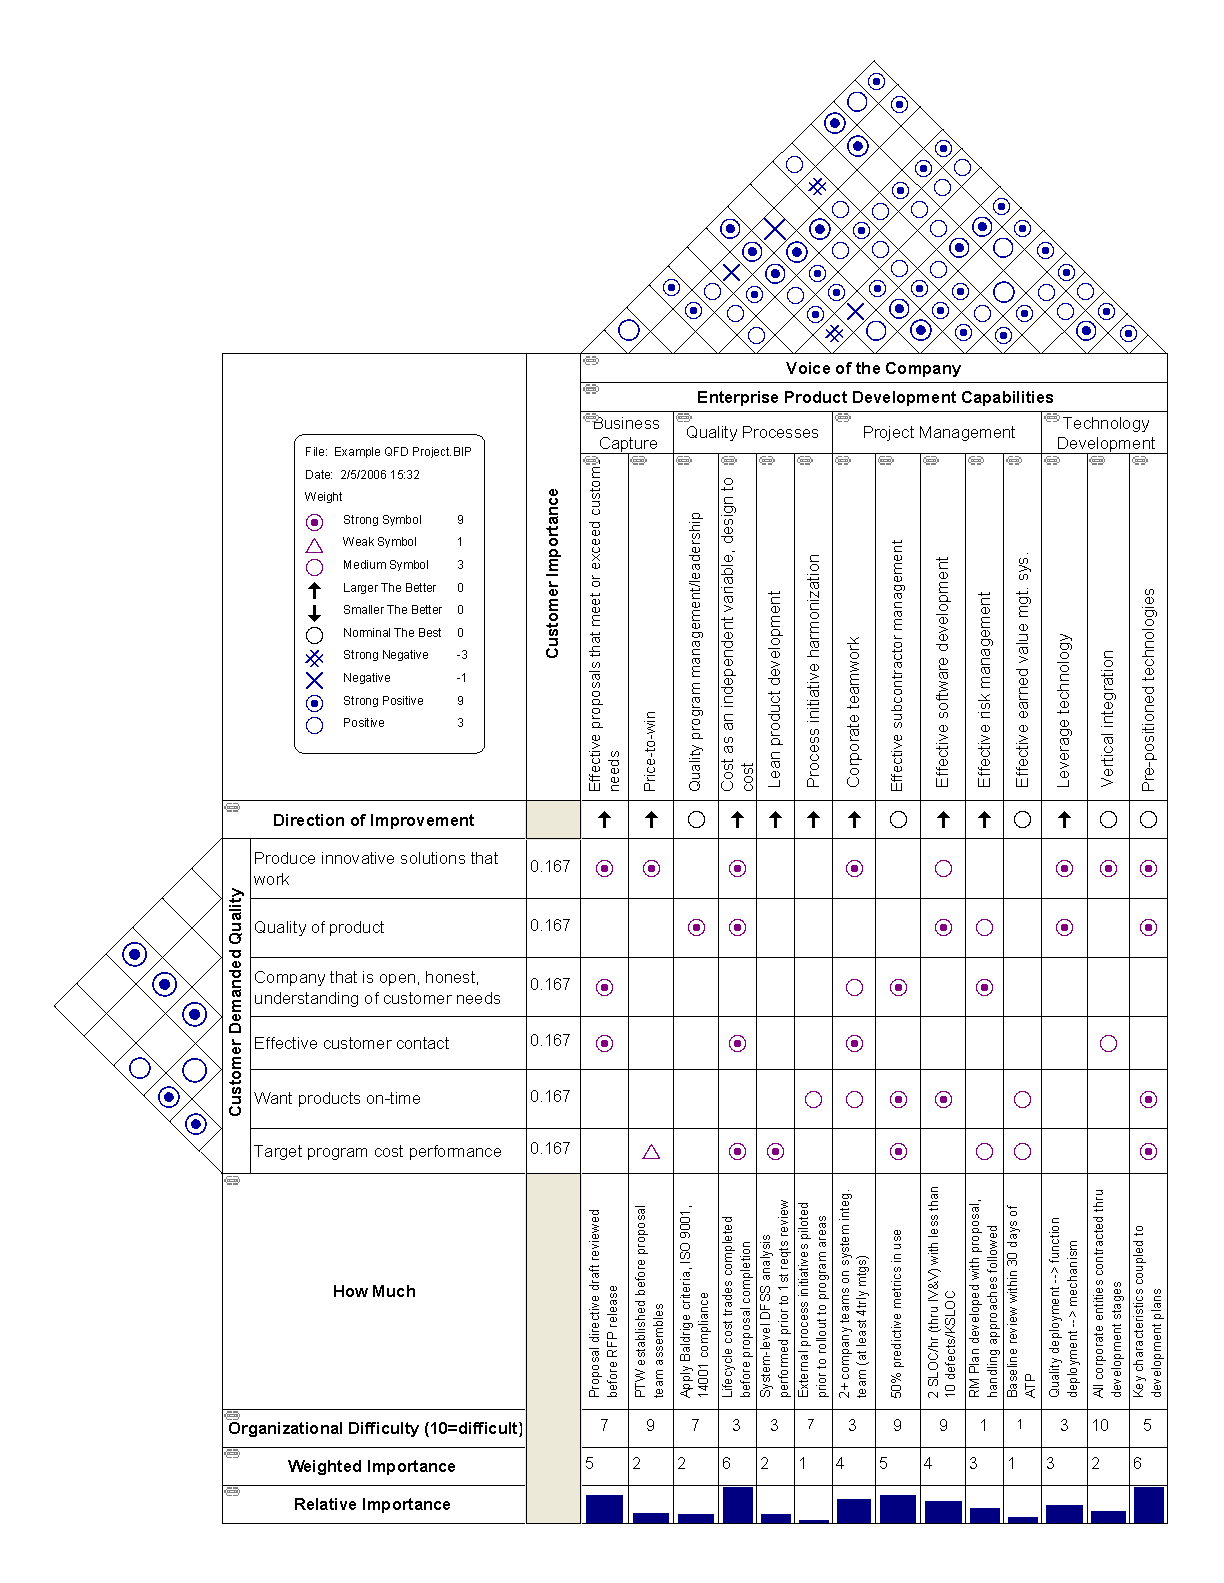 Voice of the Company
Enterprise Product Development Capabilities
Business
Capture
Quality Processes
Project Management
Technology
Development
File: Example QFD Project.BIP
Date: 2/5/2006 15:32
Weight
Strong Symbol 9
Weak Symbol 1
Medium Symbol 3
Larger The Better 0
Smaller The Better 0
Norminal The Best 0
Strong Negative -3
Negative -1
Strong Positive 9
Positive 3
Customer Importance
Effective proposals that meet or exceed custom
needs
Price-to-win
Quality program management/leadership
Cost as an independent variable, design to
cost
Lean product development
Process initiative harmonization
Corporate teamwork
Effective subcontractor management
Effective software development
Effective risk management
Effective earned value mgt. sys.
Leverage technology
Vertical integration
Pre-positioned technologies
Direction of Improvement
Customer Demanded Quality
Produce innovative solutions that
work
0.167
Quality of product
0.167
Company that is open, honest,
understanding of customer needs
0.167
Effective customer contact
0.167
Want products on-time
0.167
Target program cost performance
0.167
How Much
Proposal directive draft reviewed
before RFP release
PTW established before proposal
team assembles
Apply Baldrige criteria, ISO 9001,
14001 compliance
Lifecycle cost trades completed
before proposal completion
System-level DFSS analysis
performed prior to 1st reqts review
External process initiatives piloted
prior to rollout to program areas
2+ company teams on system integ.
team (at least 4trly mtgs)
50% predictive metrics in use
2 SLOC/hr (thru IV&V) with less than
10 defects/KSLOC
RM Plan developed with proposal,
handling approaches followed
Baseline review within 30 days of
ATP
Quality deployment --> function
deployment --> mechanism
All corporate entities contracted thru
development stages
Key characteristics coupled to
development plans
Organizational Difficulty (10=difficult) 7 9 7 3 3 7 3 9 9 1 1 3 10 5
Weighted Importance 5 2 2 6 2 1 4 5 4 3 1 3 2 6
Relative Importance